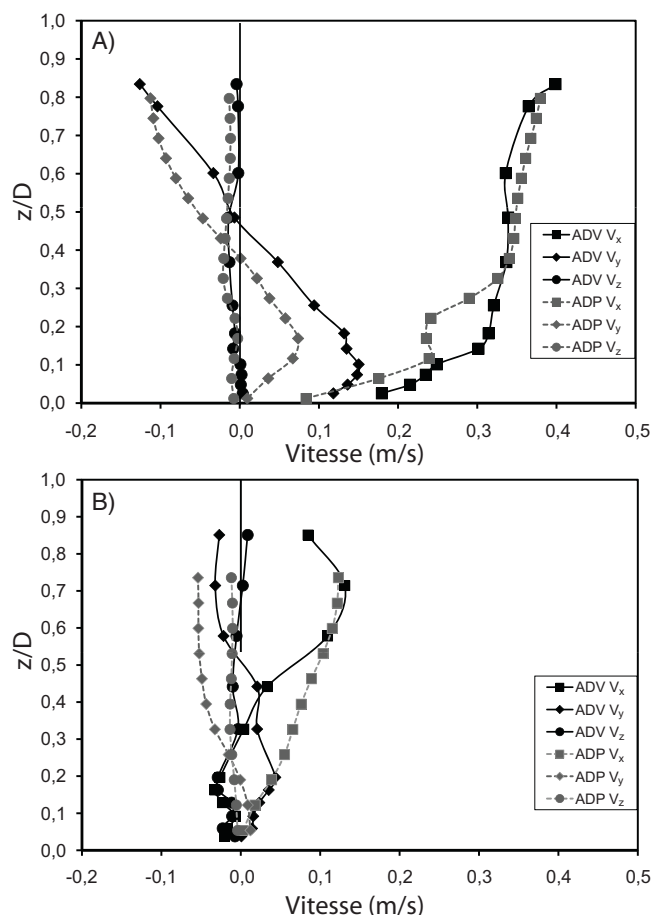 A)
1,0
0,9
0,8
0,7
0,6
0,5
0,4
0,3
0,2
0,1
0,0
z/D
ADV Vx
ADV Vy
ADV Vz
ADP Vx
ADP Vy
ADP Vz
-0,2 -0,1 0,0 0,1 0,2 0,3 0,4 0,5
Vitesse (m/s)
B)
1,0
0,9
0,8
0,7
0,6
0,5
0,4
0,3
0,2
0,1
0,0
z/D
ADV Vx
ADV Vy
ADV Vz
ADP Vx
ADP Vy
ADP Vz
-0,2 -0,1 0,0 0,1 0,2 0,3 0,4 0,5
Vitesse (m/s)